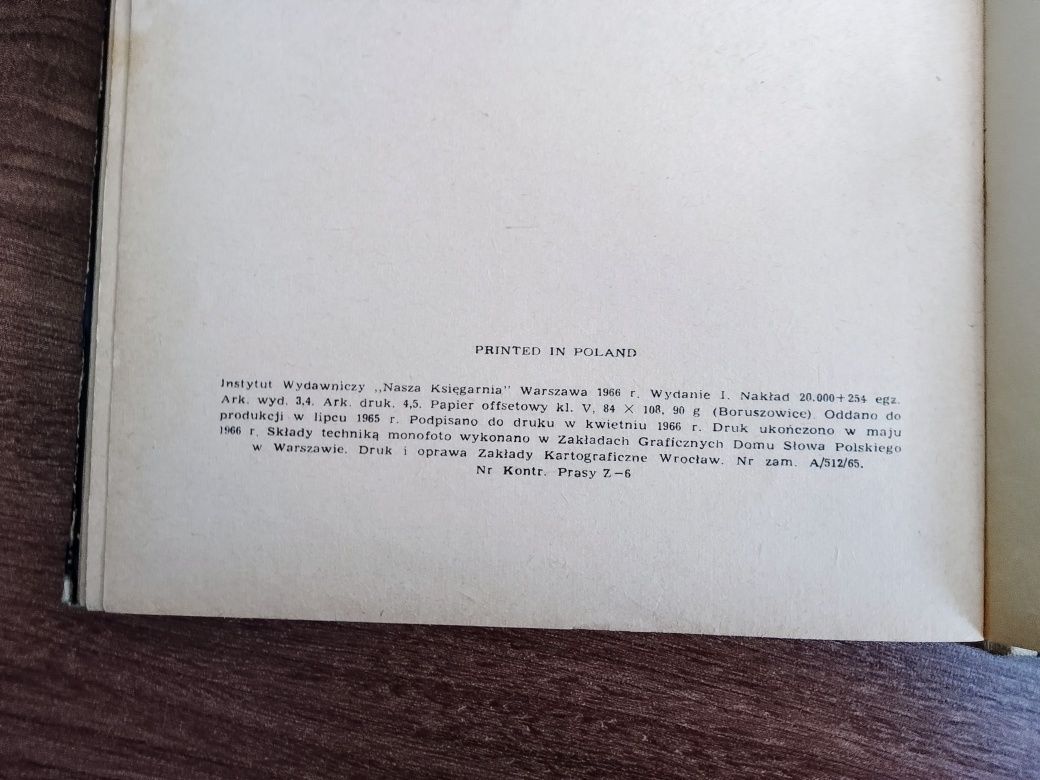 PRINTED IN POLAND
Instytut Wydawniczy „Nasza Księgarnia” Warszawa 1966 r. Wydanie I. Nakład 20.000+254 egz.
Ark. wyd. 3,4. Ark. druk. 4,5. Papier offsetowy kl. V, 84 × 108, 90 g (Boruszowice). Oddano do
produkcji w lipcu 1965 r. Podpisano do druku w kwietniu 1966 r. Druk ukończono w maju
1966 r. Składy techniką monofoto wykonano w Zakładach Graficznych Domu Słowa Polskiego
w Warszawie. Druk i oprawa Zakłady Kartograficzne Wrocław. Nr zam. A/512/65.
Nr Kontr. Prasy Z-6